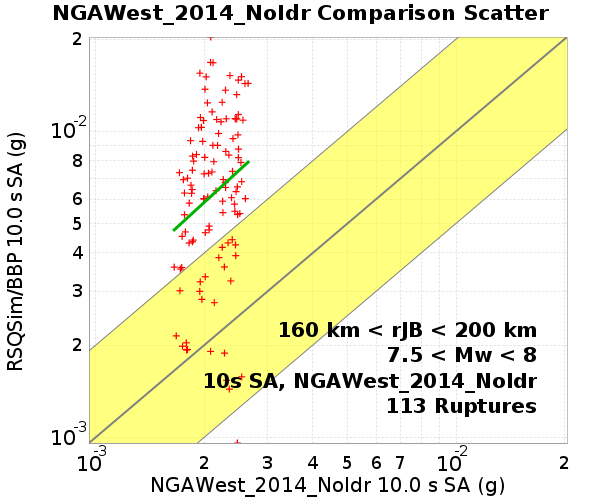 NGAWest_2014_NoIdr Comparison Scatter
RSQSim/BBP 10.0 s SA (g)
2
10-2
8
6
5
4
3
2
10-3
160 km < rJB < 200 km
7.5 < Mw < 8
10s SA, NGAWest_2014_NoIdr
113 Ruptures
10-3 2 3 4 5 6 7 10-2 2
NGAWest_2014_NoIdr 10.0 s SA (g)